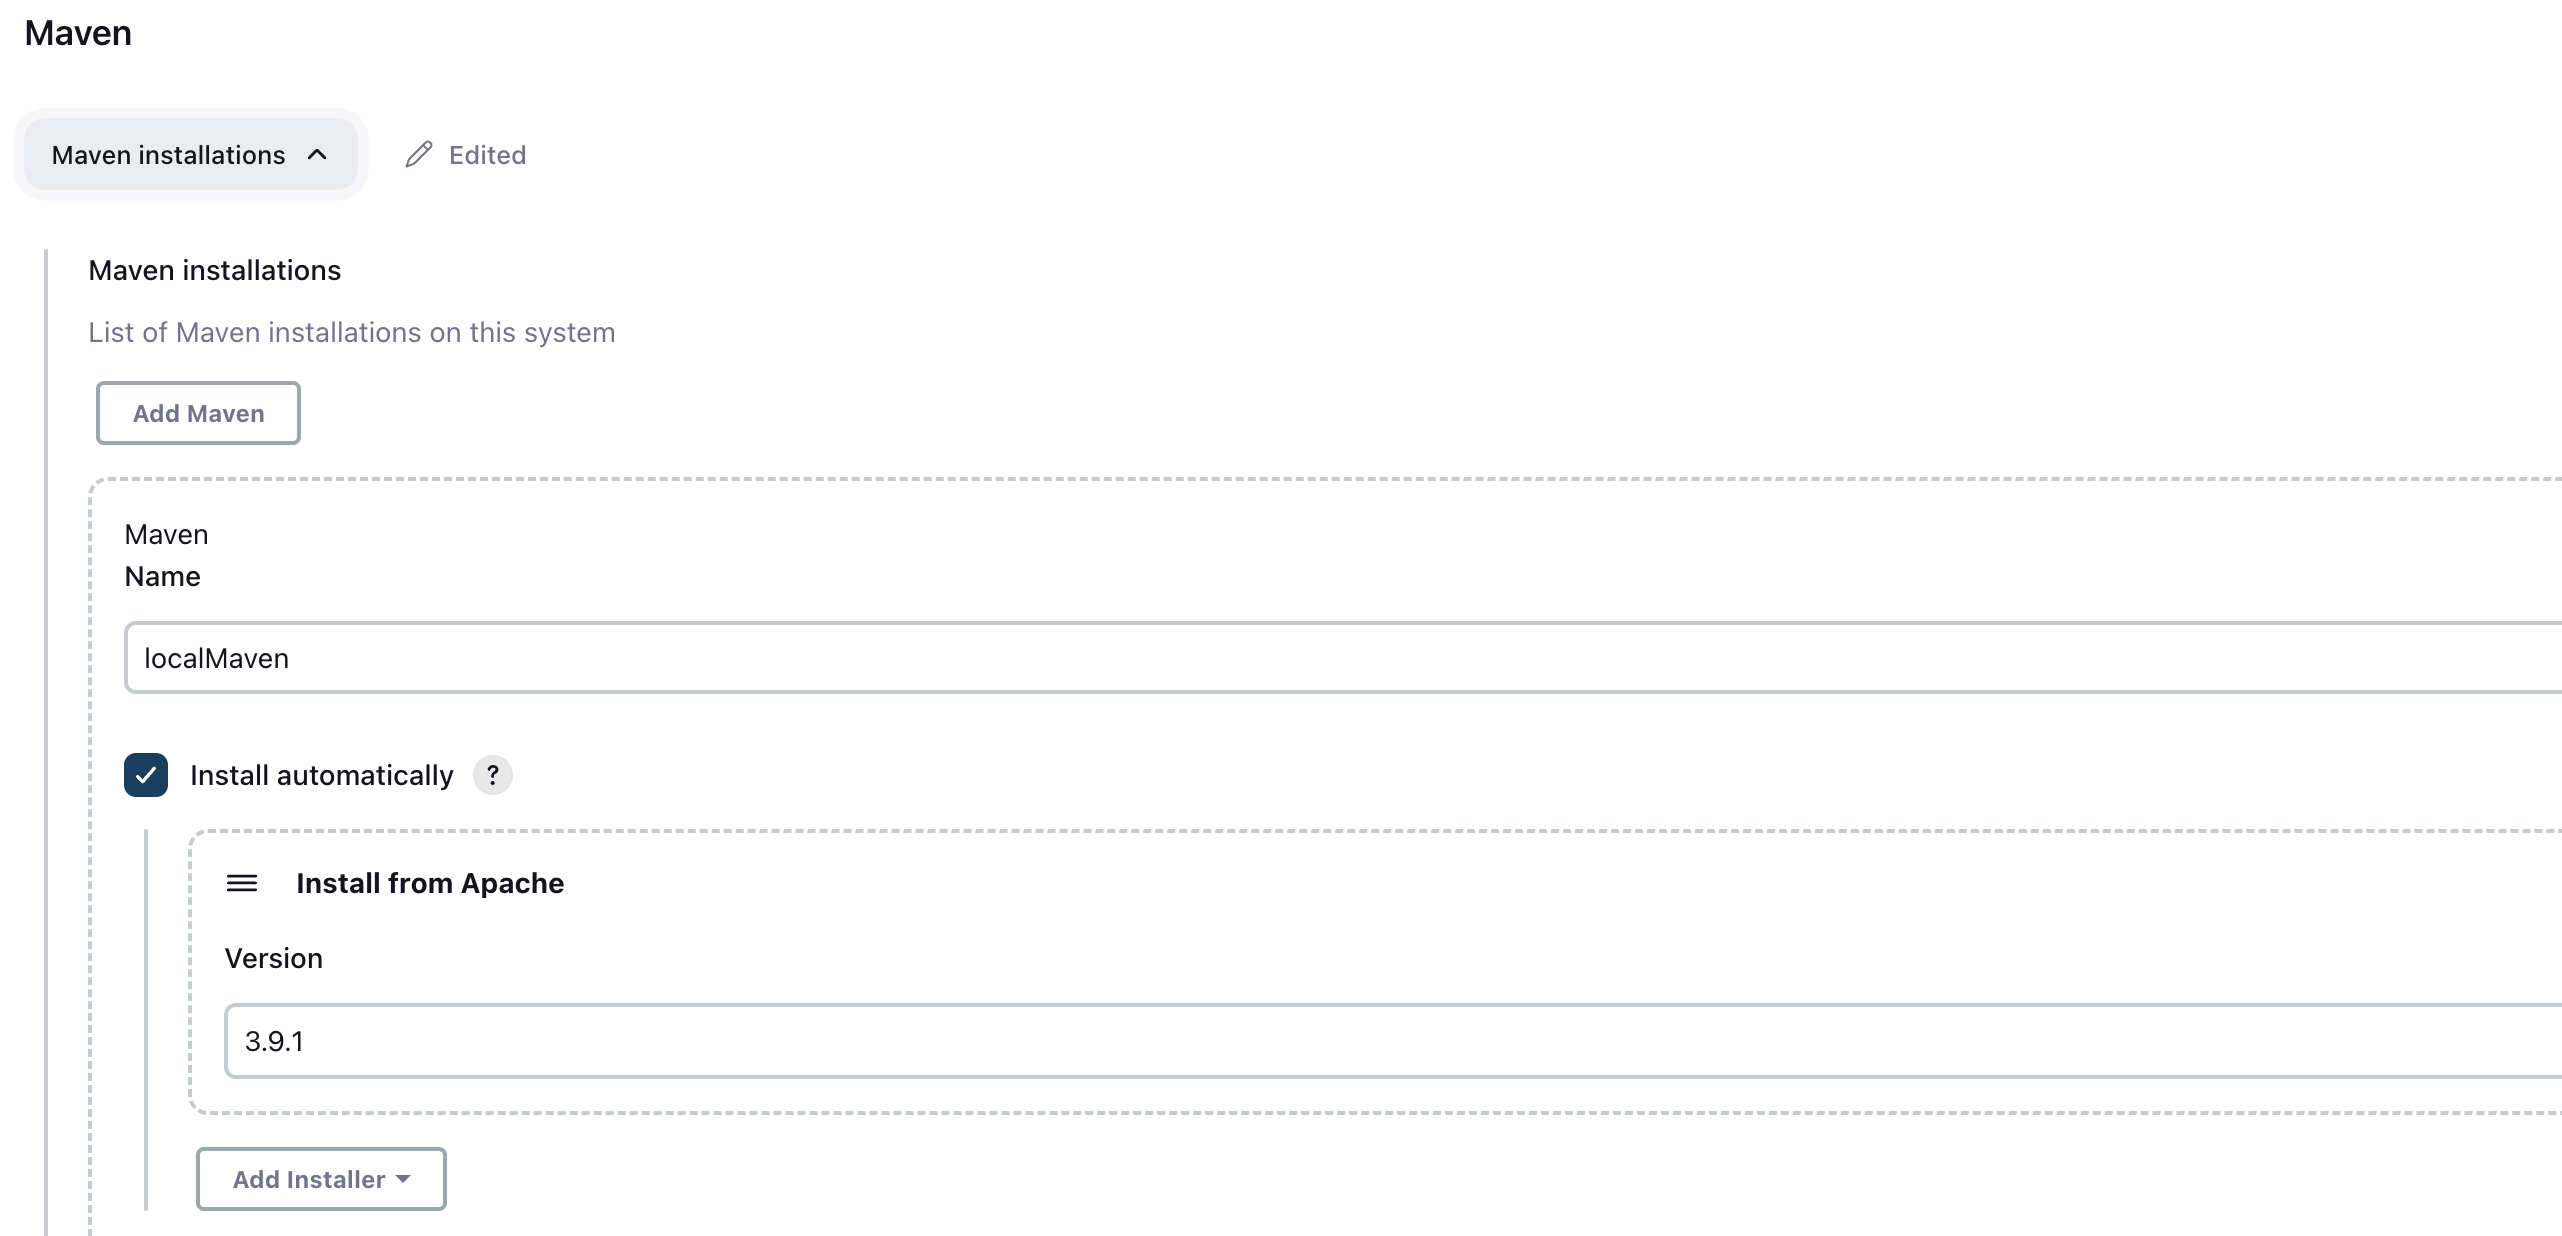 Maven
Maven installations
Edited
Maven installations
List of Maven installations on this system
Add Maven
Maven
Name
localMaven
Install automatically ?
Install from Apache
Version
3.9.1
Add Installer